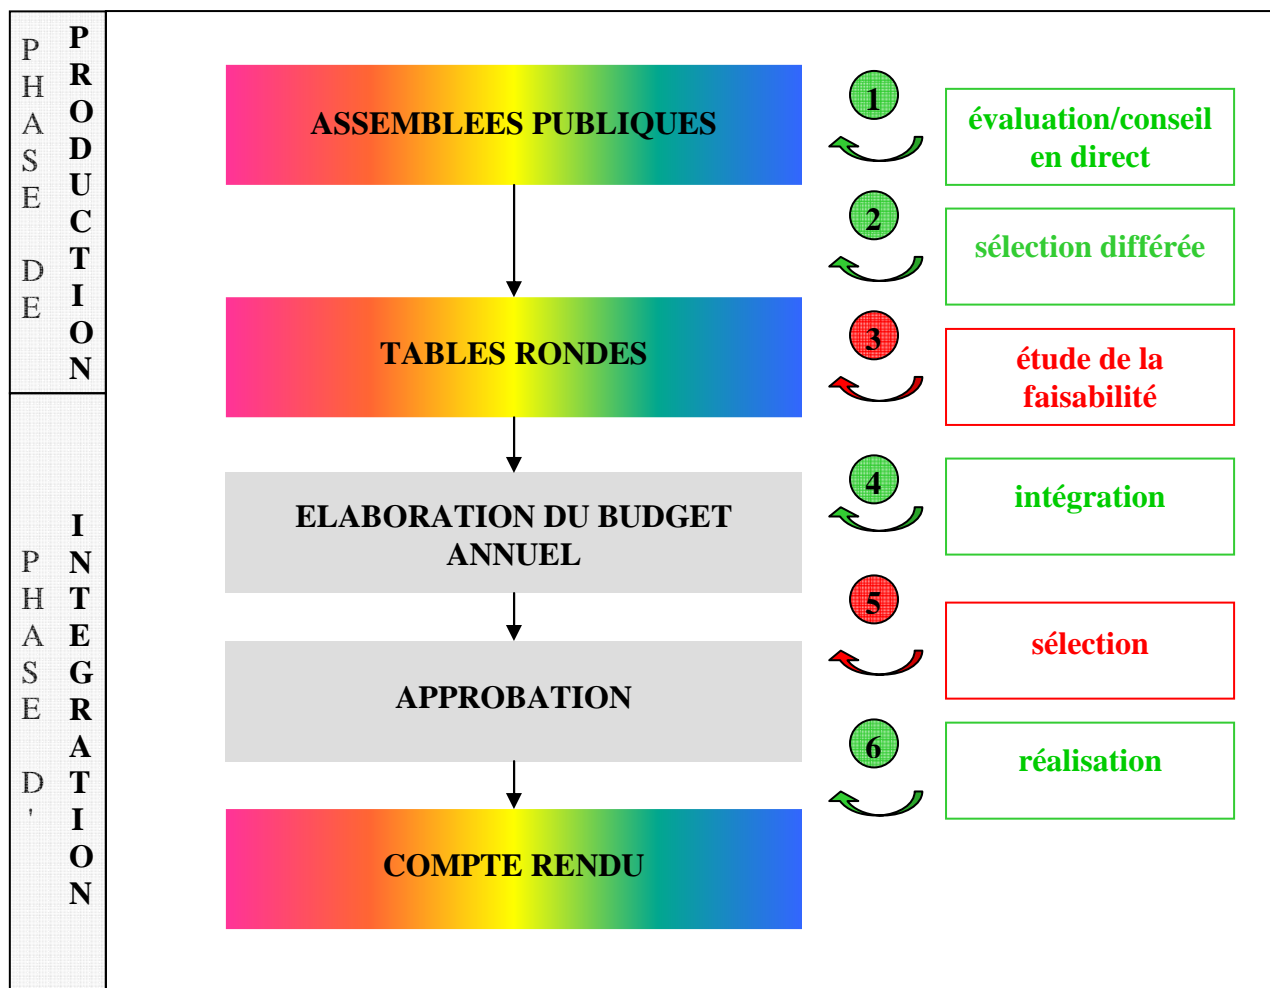 PHASE DE
PRODUCTION
ASSEMBLEES PUBLIQUES
1
évaluation/conseil
en direct
2
sélection différée
TABLES RONDES
3
étude de la
faisabilité
PHASE D'
INTEGRATION
ELABORATION DU BUDGET
ANNUEL
4
intégration
5
sélection
APPROBATION
6
réalisation
COMPTE RENDU